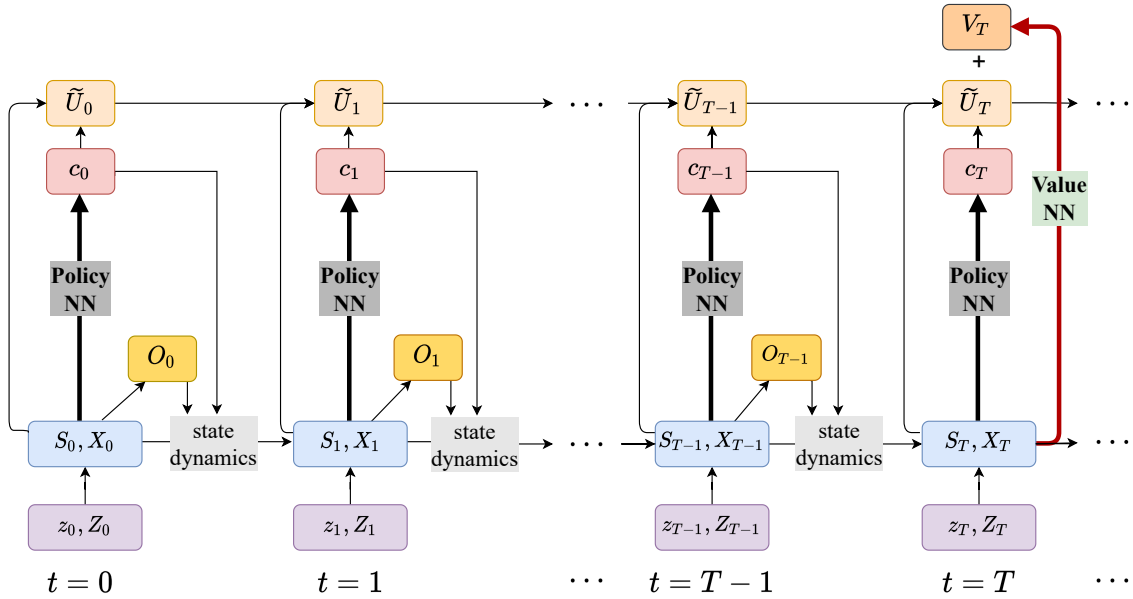 V_T
+
Ũ_0
Ũ_1
· · ·
Ũ_{T−1}
Ũ_T
· · ·
c_0
c_1
c_{T−1}
c_T
Value
NN
Policy
NN
Policy
NN
Policy
NN
Policy
NN
O_0
O_1
O_{T−1}
S_0, X_0
state
dynamics
S_1, X_1
state
dynamics
· · ·
S_{T−1}, X_{T−1}
state
dynamics
S_T, X_T
· · ·
z_0, Z_0
z_1, Z_1
z_{T−1}, Z_{T−1}
z_T, Z_T
t = 0
t = 1
· · ·
t = T − 1
t = T
· · ·